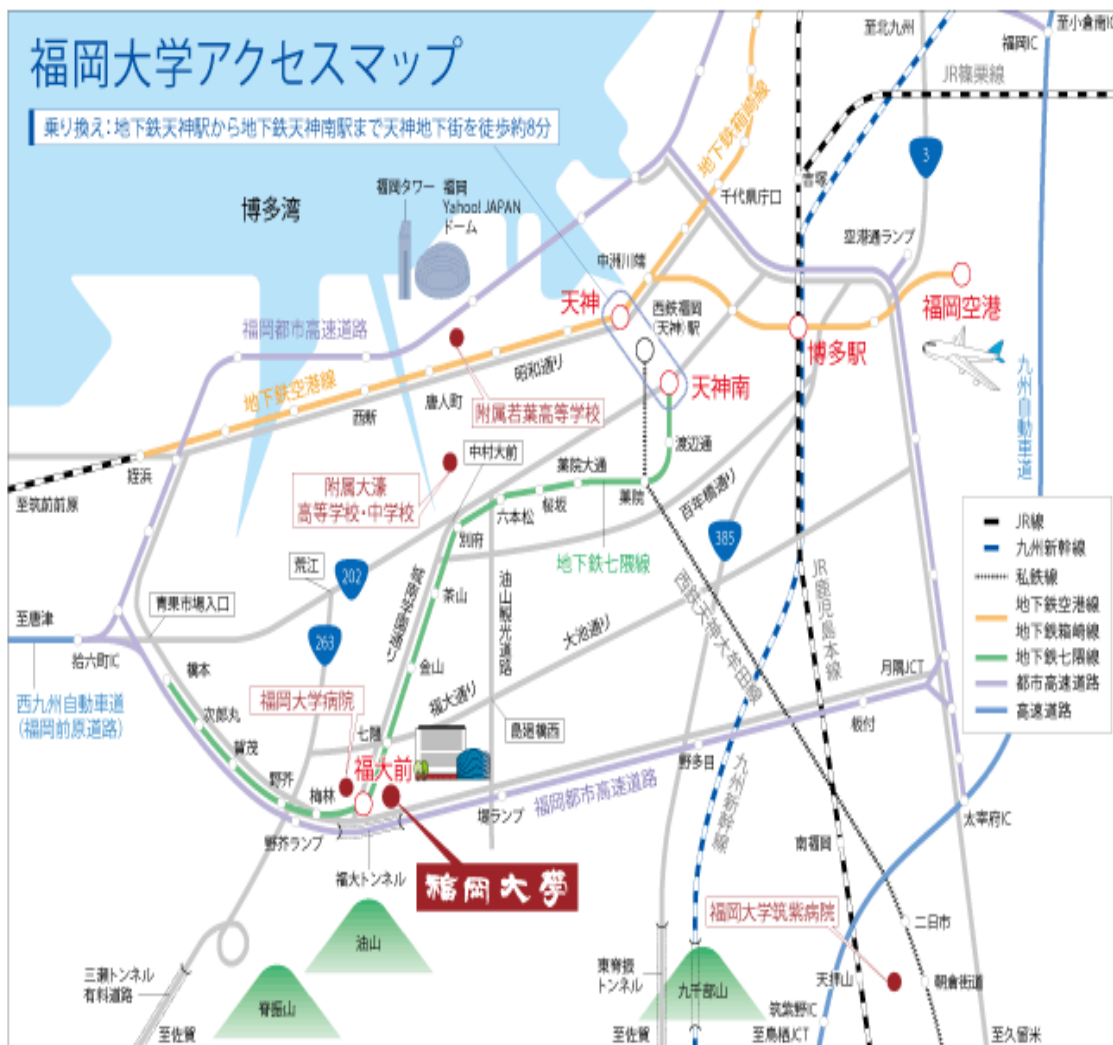 福岡大学アクセスマップ
乗り換え：地下鉄天神駅から地下鉄天神南駅まで天神地下街を徒歩約8分
至北九州
至小倉南IC
福岡IC
JR篠栗線
地下鉄箱崎線
3
吉塚
千代県庁口
空港通ランプ
博多湾
福岡タワー
福岡
Yahoo! JAPAN
ドーム
中洲川端
天神
西鉄福岡
(天神)駅
福岡空港
博多駅
福岡都市高速道路
天神南
九州自動車道
地下鉄空港線
昭和通り
唐人町
西新
附属若葉高等学校
中村大前
渡辺通
姪浜
至筑前前原
附属大濠
高等学校・中学校
薬院大通
薬院
桜坂
六本松
別府
百年橋通り
385
地下鉄七隈線
荒江
202
茶山
油山観光道路
青果市場入口
263
至唐津
拾六町IC
西九州自動車道
(福岡前原道路)
橋本
次郎丸
賀茂
野芥
梅林
金山
七隈
福大通り
大池通り
福岡大学病院
福大前
島廻橋西
西鉄天神大牟田線
JR鹿児島本線
月隈JCT
板付
野多目
福岡都市高速道路
堤ランプ
野芥ランプ
福大トンネル
福岡大學
九州新幹線
南福岡
太宰府IC
JR線
九州新幹線
私鉄線
地下鉄空港線
地下鉄箱崎線
地下鉄七隈線
都市高速道路
高速道路
福岡大学筑紫病院
二日市
天拝山
朝倉街道
油山
脊振山
九千部山
三瀬トンネル
有料道路
東脊振
トンネル
筑紫野IC
至佐賀
至佐賀
至鳥栖JCT
至久留米